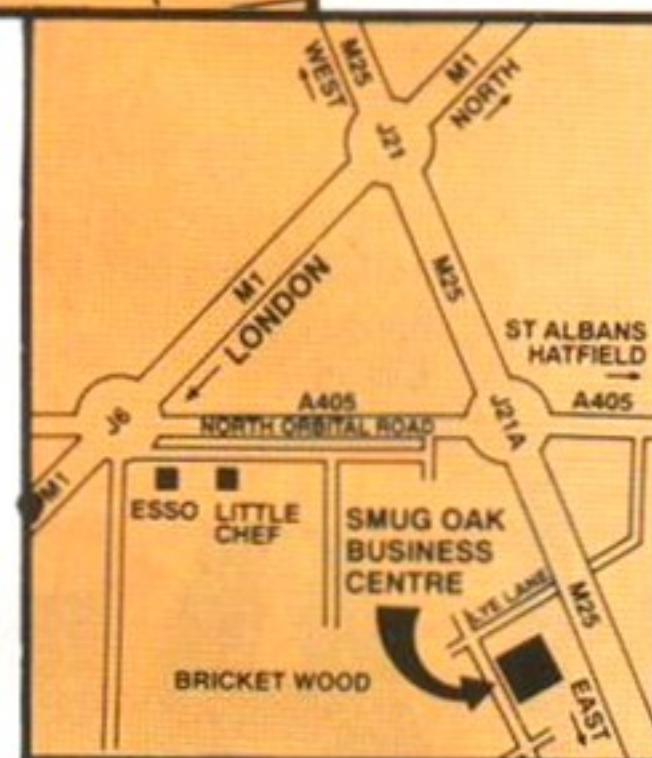 M25
WEST
M1
NORTH
J21
M1
LONDON
M25
ST ALBANS
HATFIELD
A405
A405
NORTH ORBITAL ROAD
J6
J21A
M1
ESSO
LITTLE
CHEF
SMUG OAK
BUSINESS
CENTRE
LYE LANE
M25
BRICKET WOOD
EAST